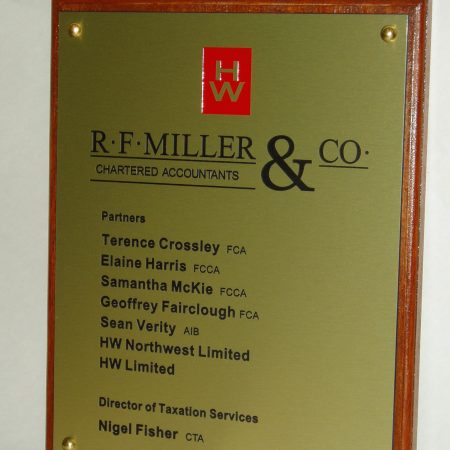 HW
R·F·MILLER & CO·
CHARTERED ACCOUNTANTS
Partners
Terence Crossley FCA
Elaine Harris FCCA
Samantha McKie FCCA
Geoffrey Fairclough FCA
Sean Verity AIB
HW Northwest Limited
HW Limited
Director of Taxation Services
Nigel Fisher CTA